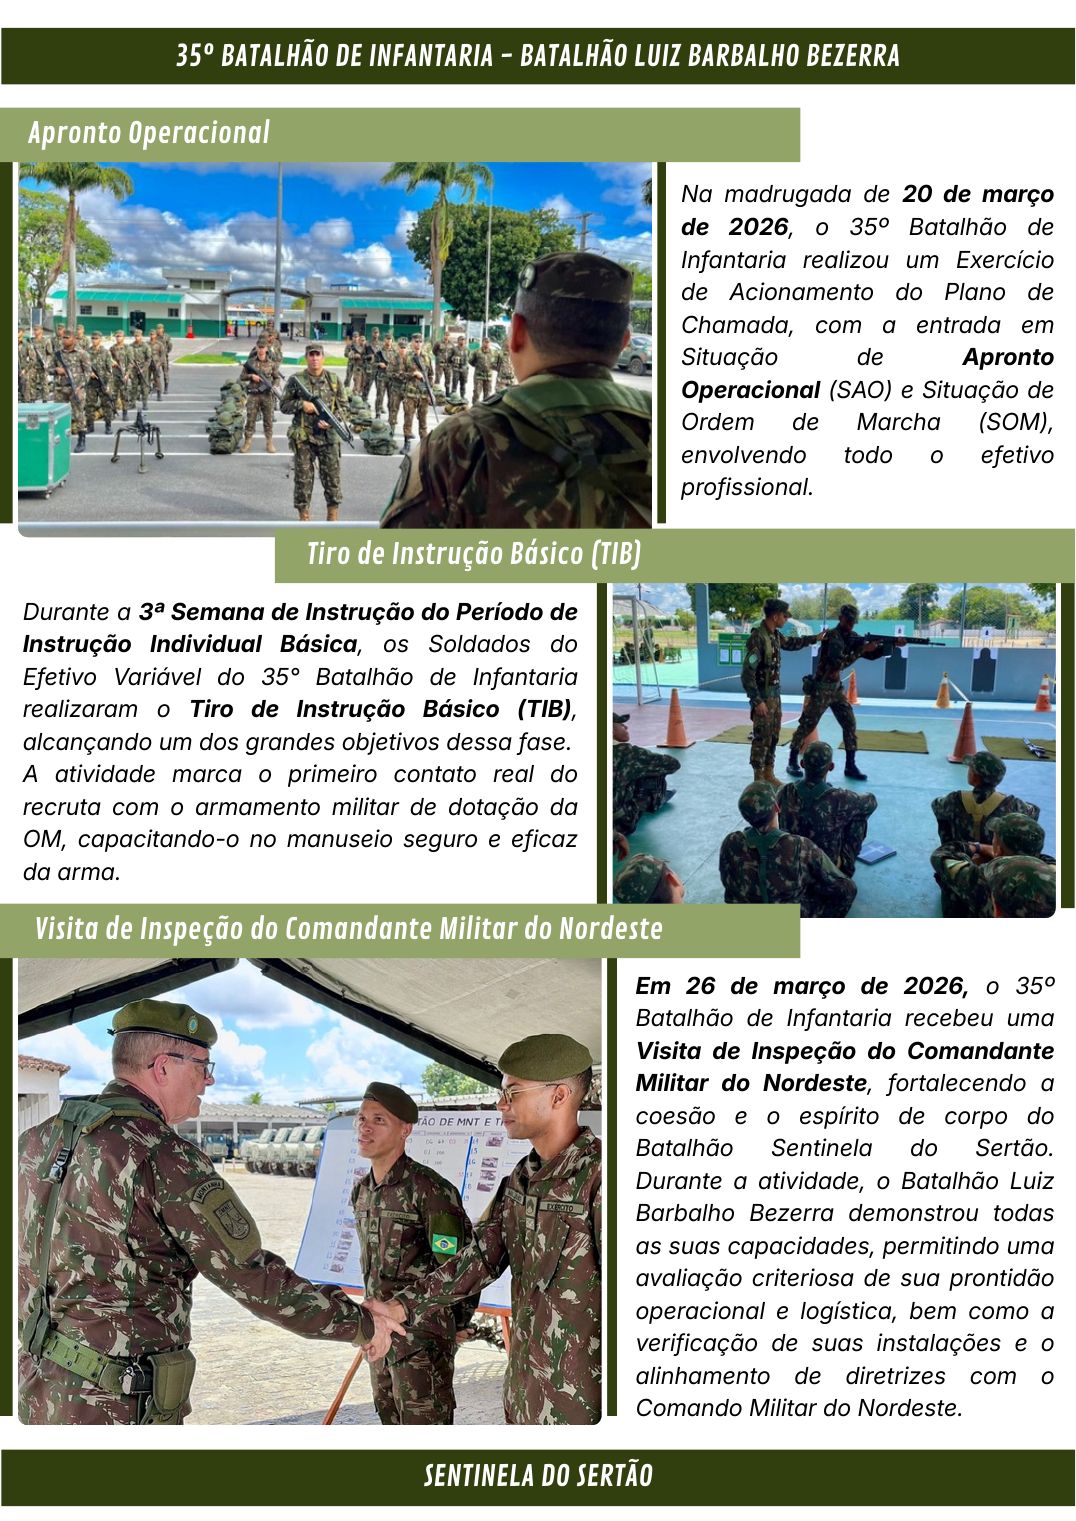 35º BATALHÃO DE INFANTARIA - BATALHÃO LUIZ BARBALHO BEZERRA
Apronto Operacional
Na madrugada de 20 de março
de 2026, o 35º Batalhão de
Infantaria realizou um Exercício
de Acionamento do Plano de
Chamada, com a entrada em
Situação de Apronto
Operacional (SAO) e Situação de
Ordem de Marcha (SOM),
envolvendo todo o efetivo
profissional.
Tiro de Instrução Básico (TIB)
Durante a 3ª Semana de Instrução do Período de
Instrução Individual Básica, os Soldados do
Efetivo Variável do 35° Batalhão de Infantaria
realizaram o Tiro de Instrução Básico (TIB),
alcançando um dos grandes objetivos dessa fase.
A atividade marca o primeiro contato real do
recruta com o armamento militar de dotação da
OM, capacitando-o no manuseio seguro e eficaz
da arma.
Visita de Inspeção do Comandante Militar do Nordeste
Em 26 de março de 2026, o 35º
Batalhão de Infantaria recebeu uma
Visita de Inspeção do Comandante
Militar do Nordeste, fortalecendo a
coesão e o espírito de corpo do
Batalhão Sentinela do Sertão.
Durante a atividade, o Batalhão Luiz
Barbalho Bezerra demonstrou todas
as suas capacidades, permitindo uma
avaliação criteriosa de sua prontidão
operacional e logística, bem como a
verificação de suas instalações e o
alinhamento de diretrizes com o
Comando Militar do Nordeste.
DE MNT E
MONTANHA
EXÉRCITO
SENTINELA DO SERTÃO